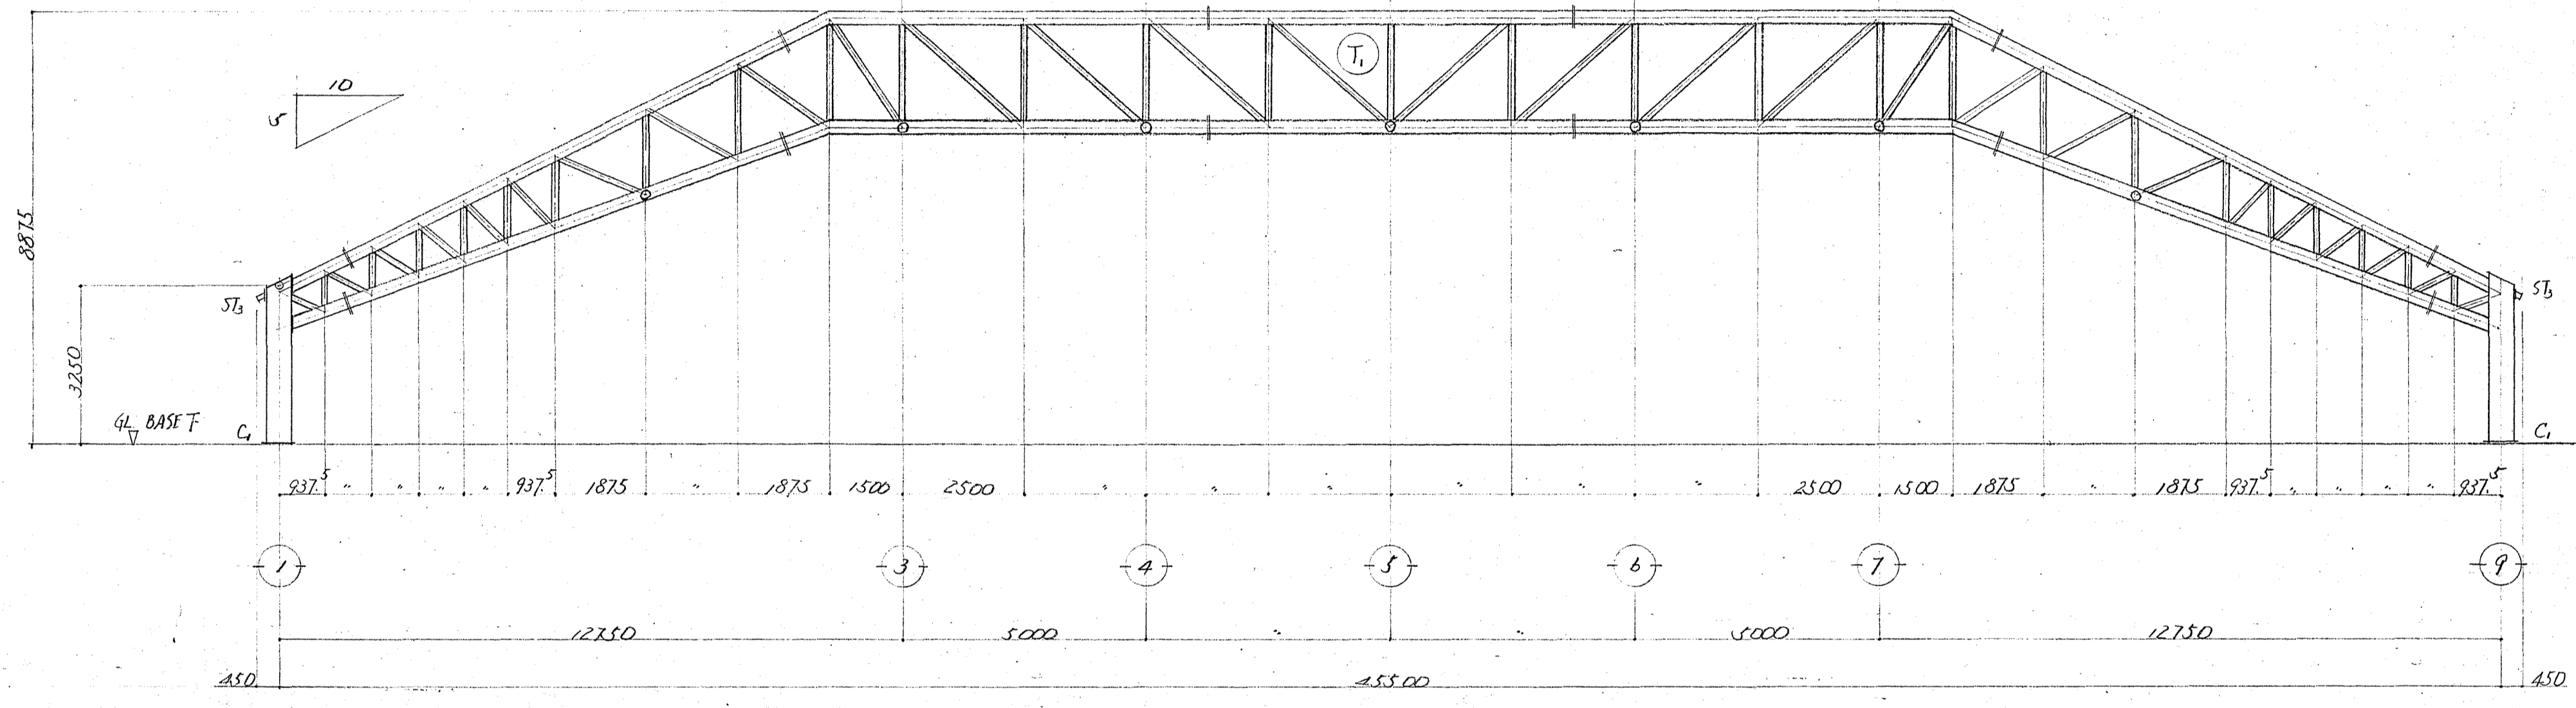 T₁
10
5
8875
3250
ST₃
ST₃
GL BASE T
C₁
C₁
937.⁵ 〃 〃 〃 〃 937.⁵ 1875 〃 1875 1500 2500 〃 〃 〃 〃 〃 〃 2500 1500 1875 〃 1875 937.⁵ 〃 〃 〃 〃 937.⁵
1 3 4 5 6 7 9
12750 5000 〃 〃 5000 12750
450 45500 450